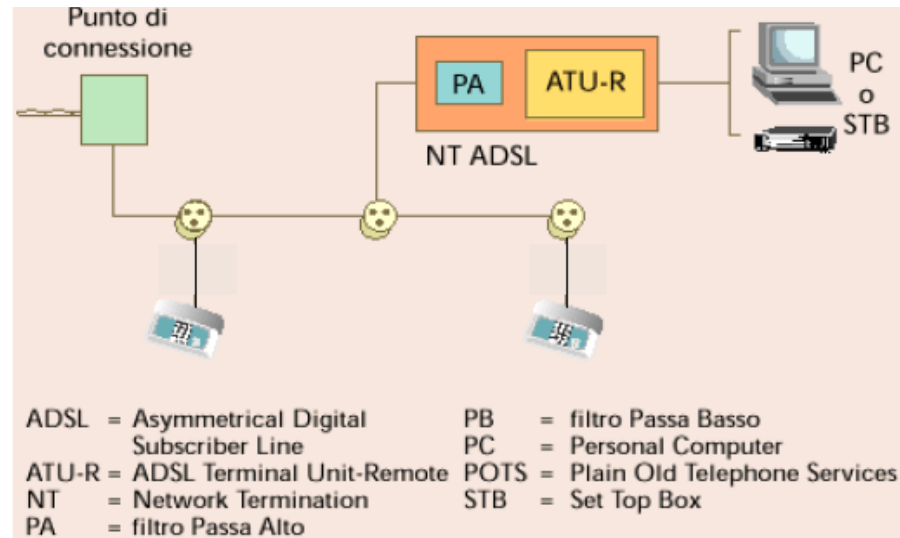 Punto di
connessione
PA
ATU-R
PC
o
STB
NT ADSL
ADSL = Asymmetrical Digital
Subscriber Line
ATU-R = ADSL Terminal Unit-Remote
NT = Network Termination
PA = filtro Passa Alto
PB = filtro Passa Basso
PC = Personal Computer
POTS = Plain Old Telephone Services
STB = Set Top Box